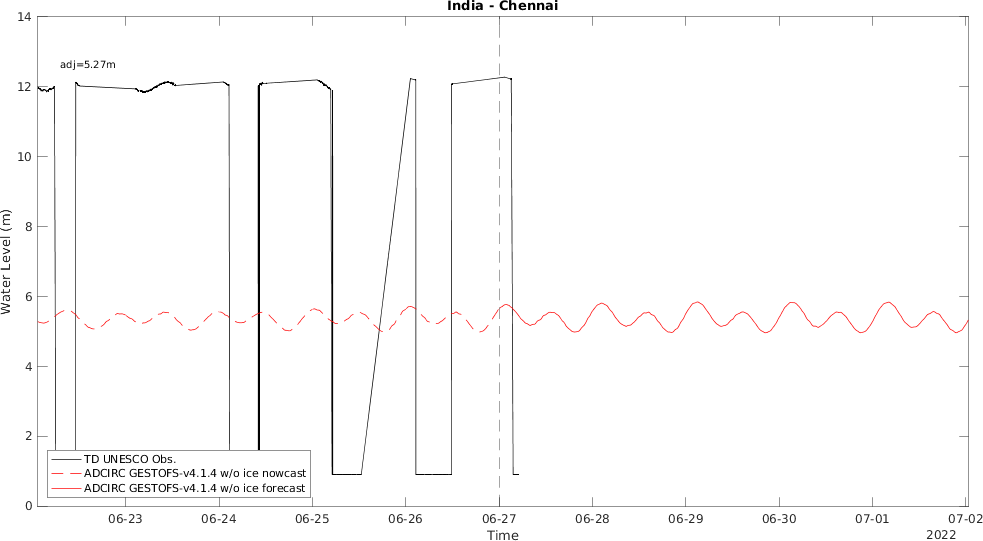 India - Chennai
adj=5.27m
Water Level (m)
14
12
10
8
6
4
2
0
TD UNESCO Obs.
ADCIRC GESTOFS-v4.1.4 w/o ice nowcast
ADCIRC GESTOFS-v4.1.4 w/o ice forecast
06-23 06-24 06-25 06-26 06-27 06-28 06-29 06-30 07-01 07-02
Time
2022